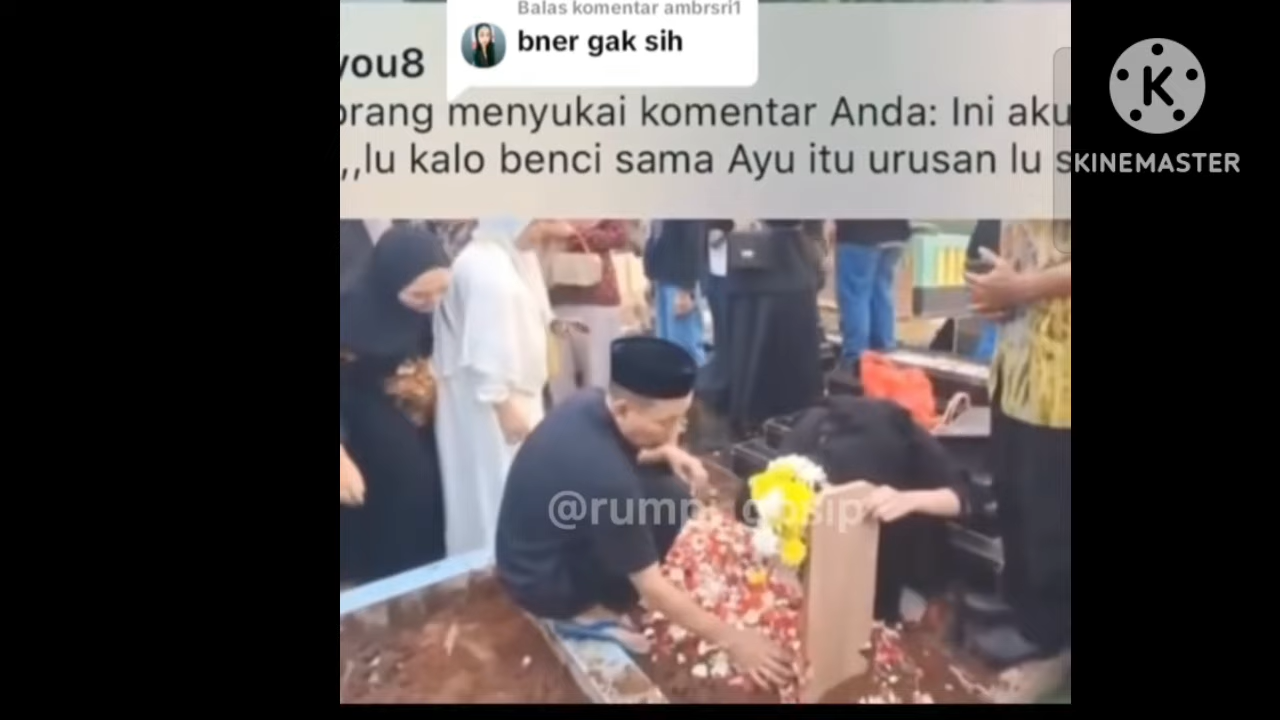 Balas komentar ambrsri1
bner gak sih
you8
orang menyukai komentar Anda: Ini aku
,,lu kalo benci sama Ayu itu urusan lu s
KINEMASTER
@rumpi_gosip